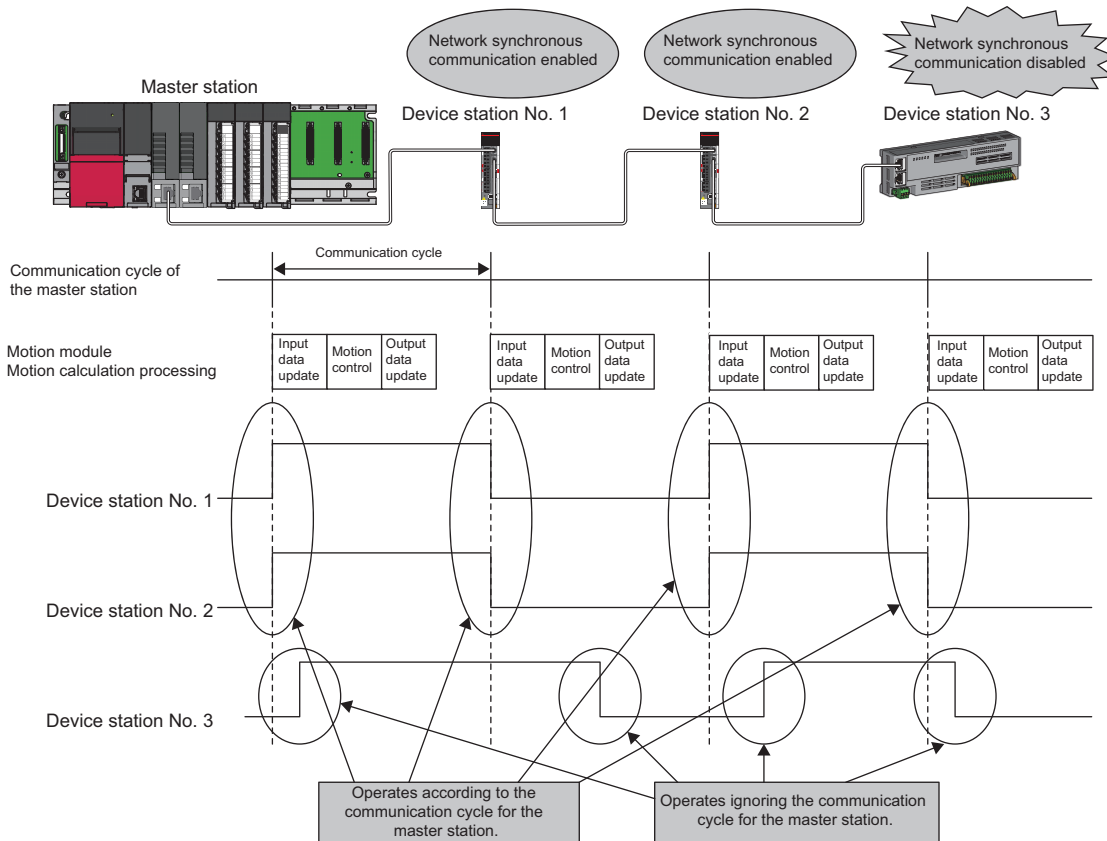 Network synchronous
communication enabled
Network synchronous
communication enabled
Network synchronous
communication disabled
Master station
Device station No. 1
Device station No. 2
Device station No. 3
Communication cycle
Communication cycle of
the master station
Motion module
Motion calculation processing
Input
data
update
Motion
control
Output
data
update
Input
data
update
Motion
control
Output
data
update
Input
data
update
Motion
control
Output
data
update
Input
data
update
Motion
control
Output
data
update
Device station No. 1
Device station No. 2
Device station No. 3
Operates according to the
communication cycle for the
master station.
Operates ignoring the communication
cycle for the master station.